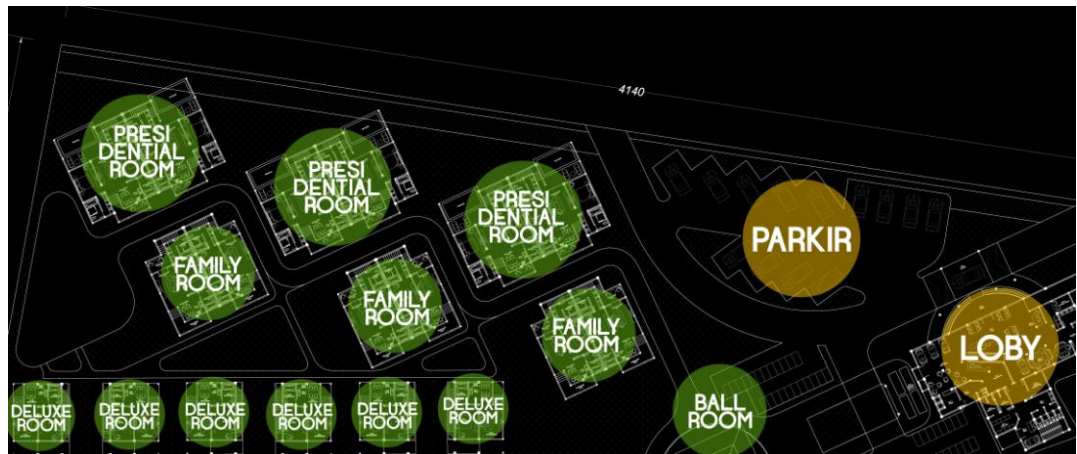 4140
PRESI
DENTIAL
ROOM
PRESI
DENTIAL
ROOM
PRESI
DENTIAL
ROOM
PARKIR
FAMILY
ROOM
FAMILY
ROOM
FAMILY
ROOM
LOBY
DELUXE
ROOM
DELUXE
ROOM
DELUXE
ROOM
DELUXE
ROOM
DELUXE
ROOM
DELUXE
ROOM
BALL
ROOM